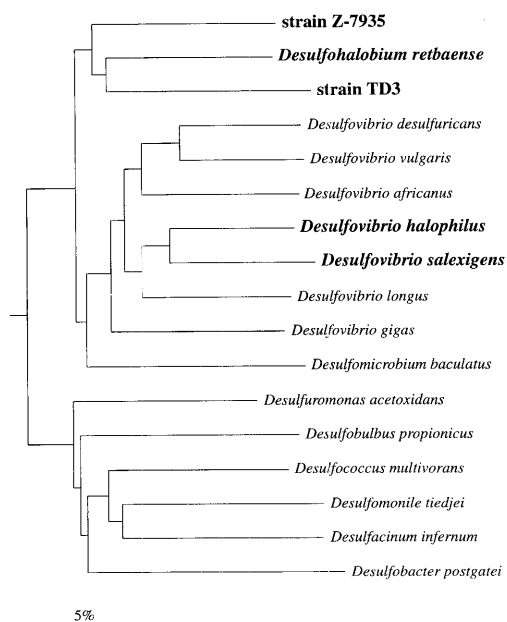 strain Z-7935
Desulfohalobium retbaense
strain TD3
Desulfovibrio desulfuricans
Desulfovibrio vulgaris
Desulfovibrio africanus
Desulfovibrio halophilus
Desulfovibrio salexigens
Desulfovibrio longus
Desulfovibrio gigas
Desulfomicrobium baculatus
Desulfuromonas acetoxidans
Desulfobulbus propionicus
Desulfococcus multivorans
Desulfomonile tiedjei
Desulfacinum infernum
Desulfobacter postgatei
5%